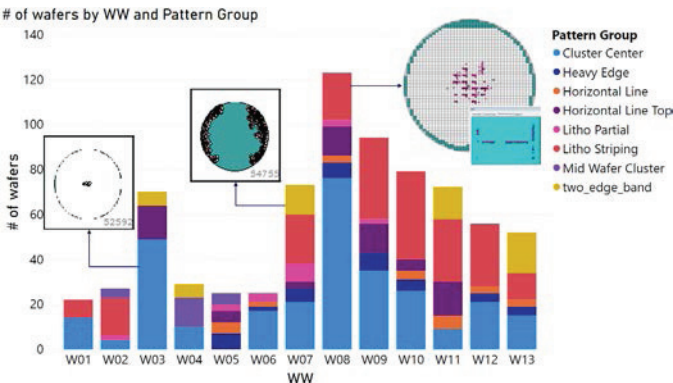 # of wafers by WW and Pattern Group
140
120
100
80
60
40
20
0
# of wafers
52592
54755
W01 W02 W03 W04 W05 W06 W07 W08 W09 W10 W11 W12 W13
WW
Pattern Group
Cluster Center
Heavy Edge
Horizontal Line
Horizontal Line Top
Litho Partial
Litho Striping
Mid Wafer Cluster
two_edge_band